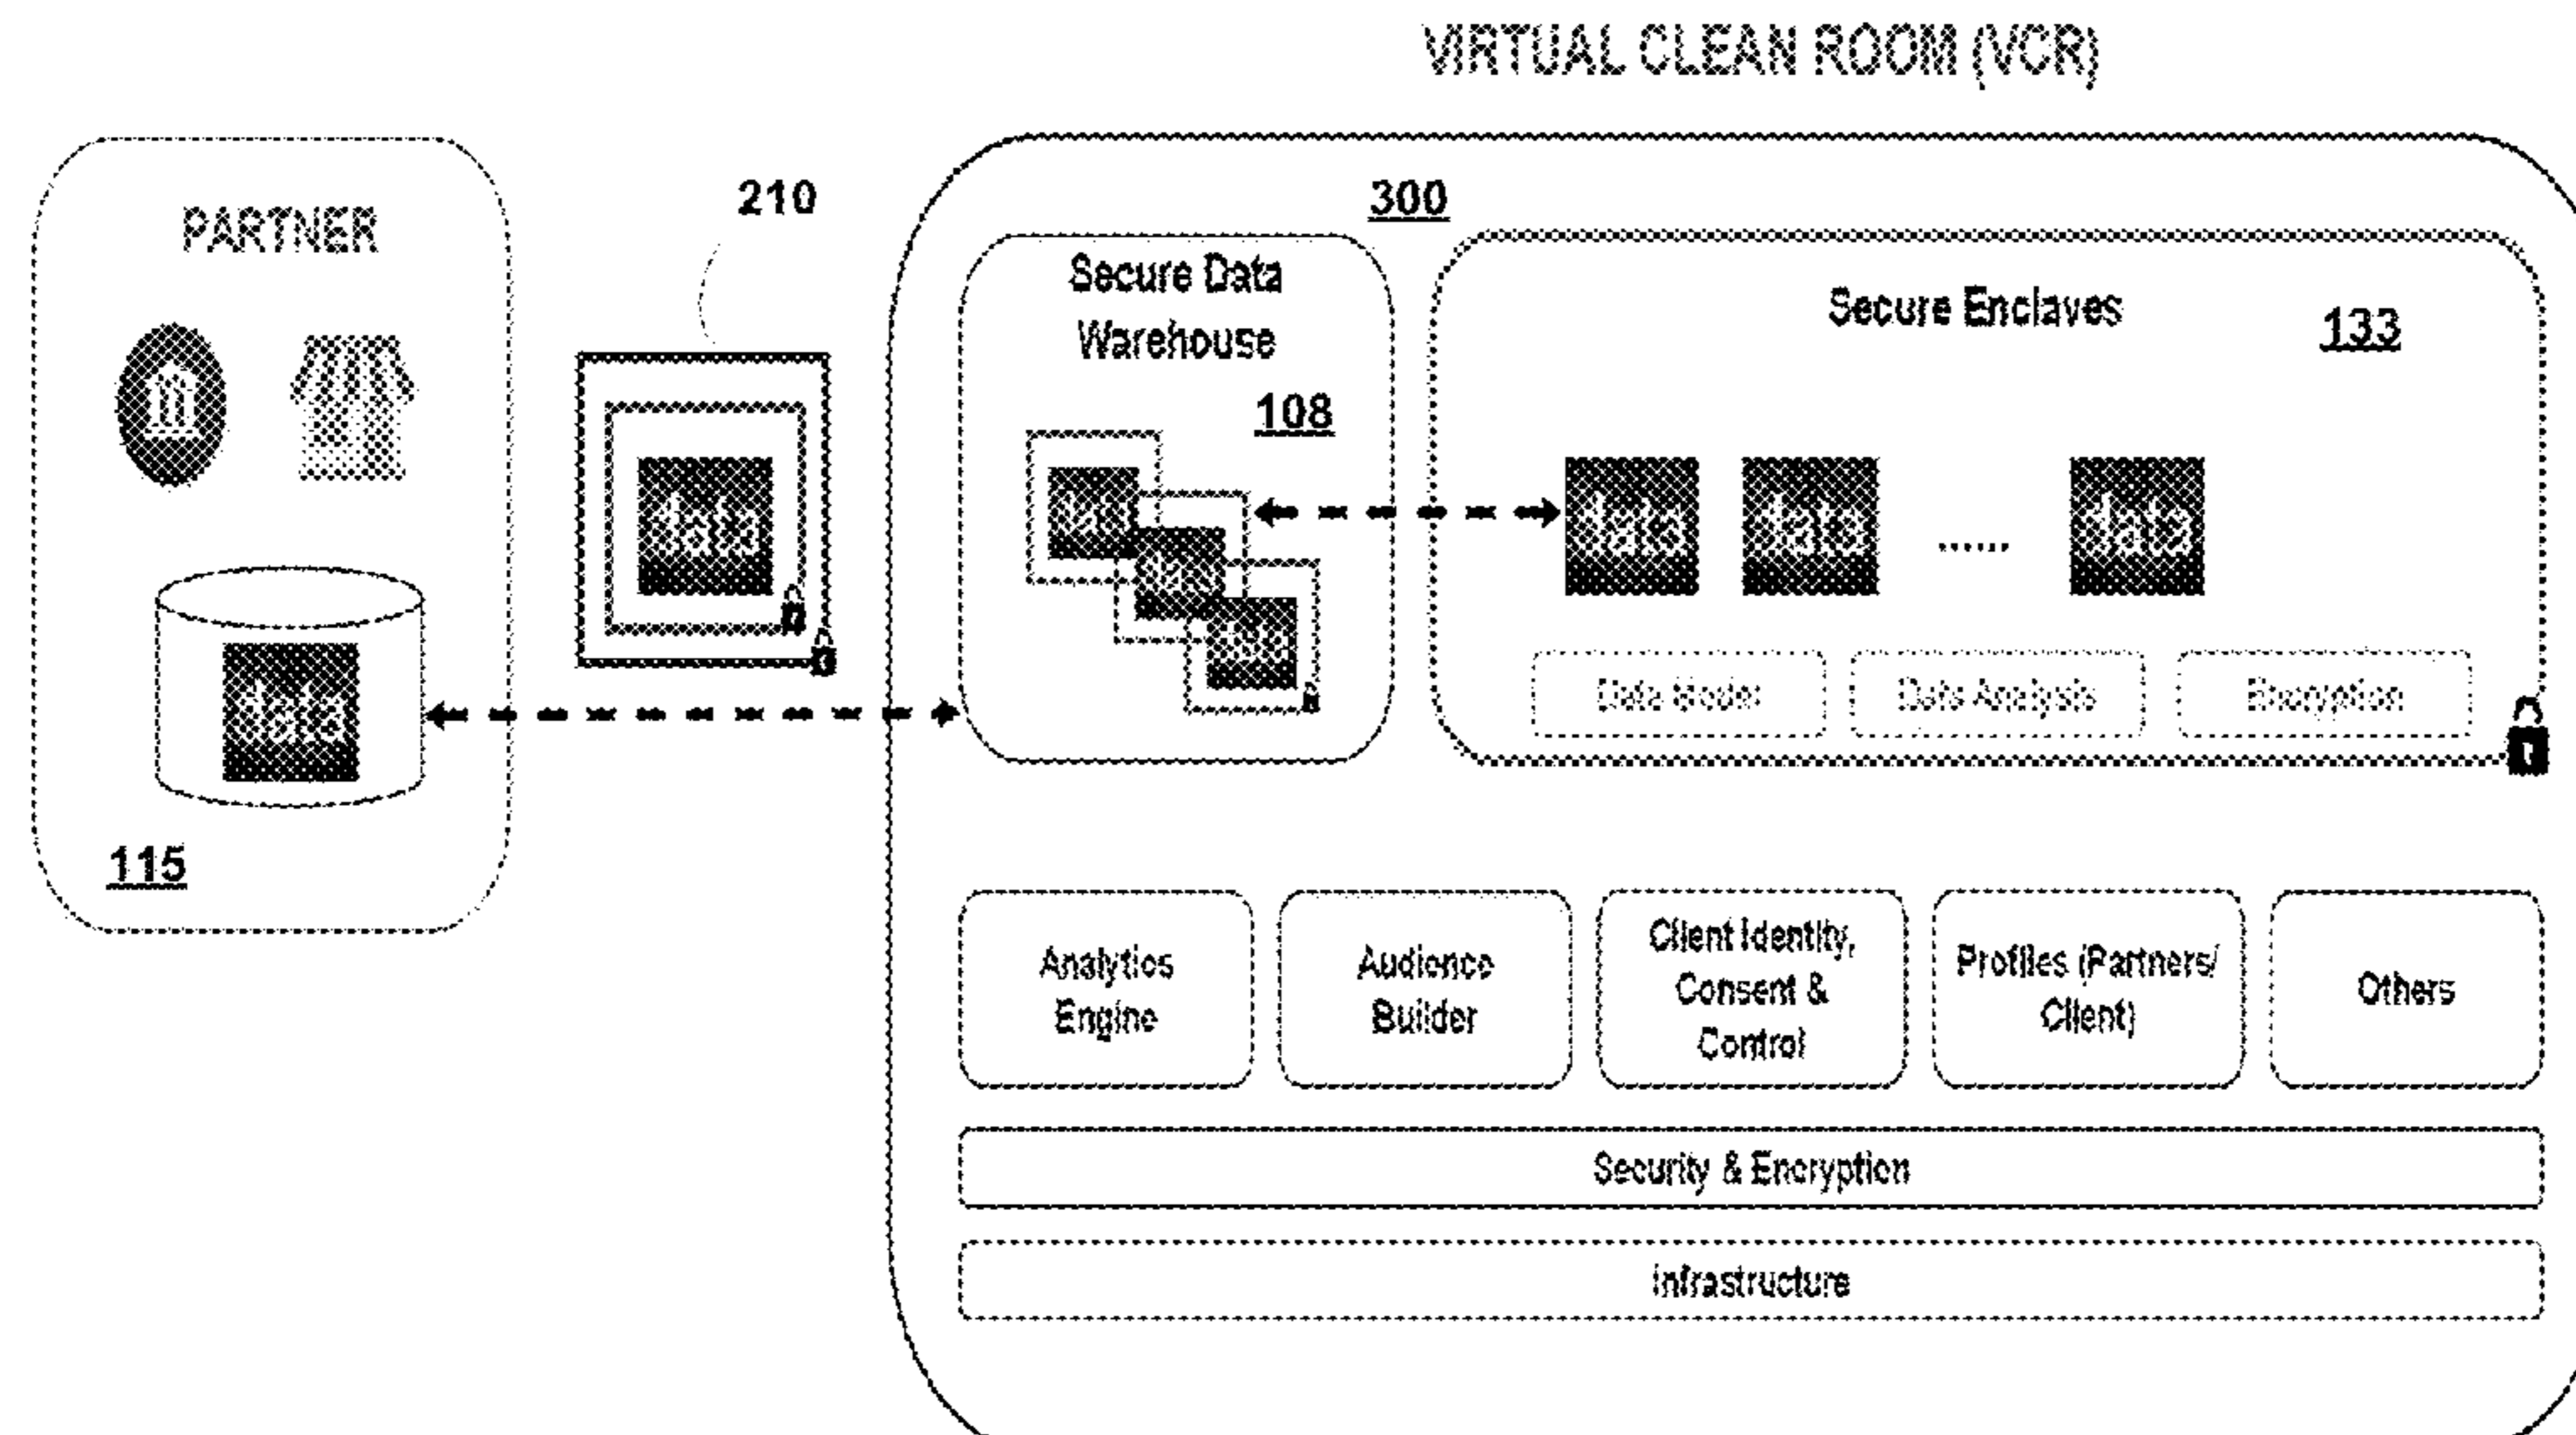 VIRTUAL CLEAN ROOM (VCR)
PARTNER
data
115
210
data
300
Secure Data
Warehouse
108
Secure Enclaves
133
data
data
......
data
Data Model
Data Analysis
Encryption
Analytics
Engine
Audience
Builder
Client Identity,
Consent &
Control
Profiles (Partners/
Client)
Others
Security & Encryption
Infrastructure